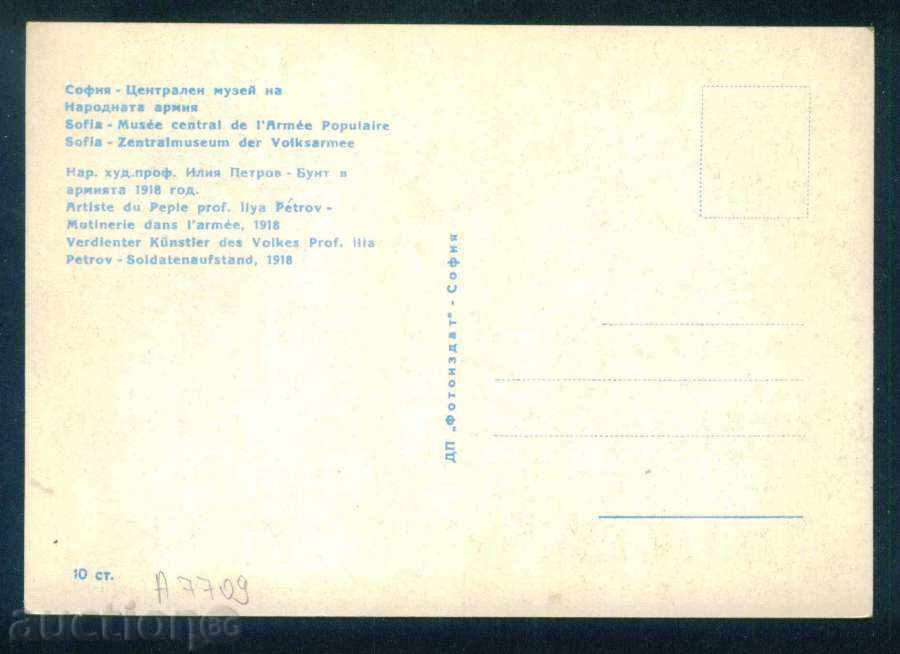 София - Централен музей на
Народната армия
Sofia - Musée central de l'Armée Populaire
Sofia - Zentralmuseum der Volksarmee
Нар. худ.проф. Илия Петров - Бунт в
армията 1918 год.
Artiste du Peple prof. Iiya Pétrov -
Mutinerie dans l'armée, 1918
Verdienter Künstler des Volkes Prof. Ilia
Petrov - Soldatenaufstand, 1918
ДП „Фотоиздат" - София
10 ст.
A 7709
auction.BG